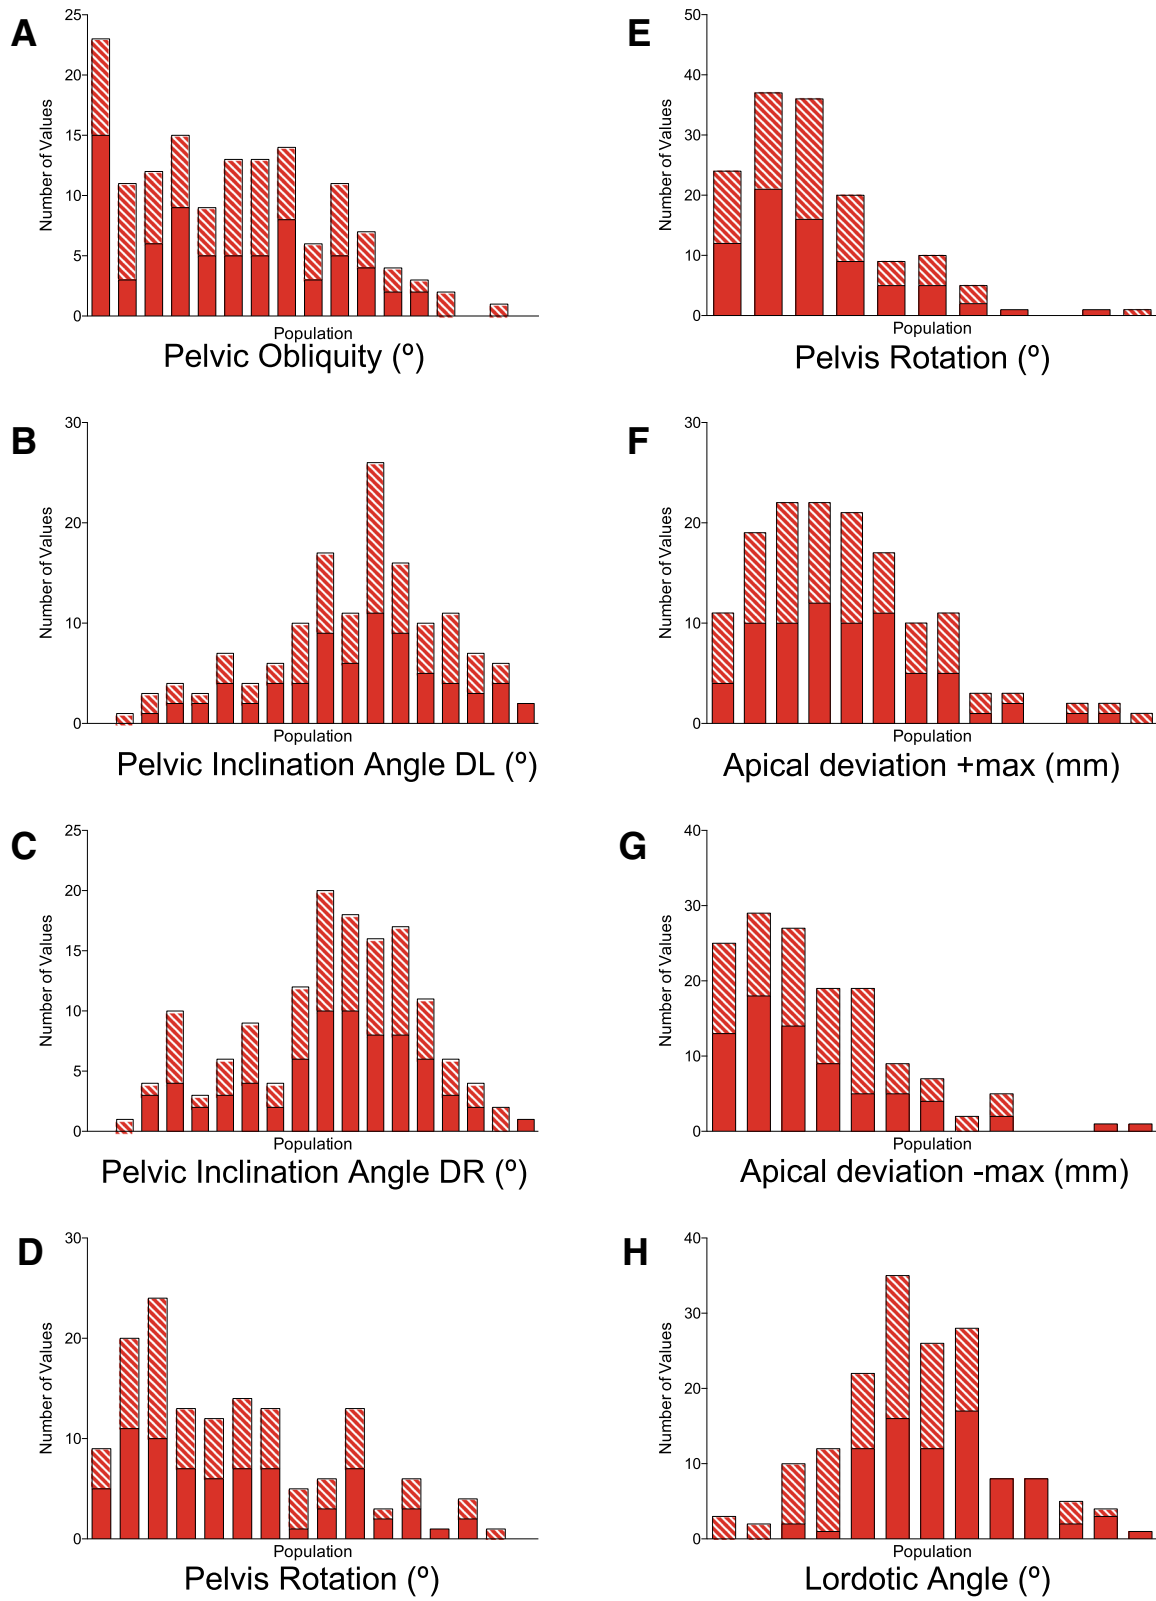 A
25
20
15
10
5
0
Number of Values
Population
Pelvic Obliquity (º)
B
30
20
10
0
Number of Values
Population
Pelvic Inclination Angle DL (º)
C
25
20
15
10
5
0
Number of Values
Population
Pelvic Inclination Angle DR (º)
D
30
20
10
0
Number of Values
Population
Pelvis Rotation (º)
E
50
40
30
20
10
0
Number of Values
Population
Pelvis Rotation (º)
F
30
20
10
0
Number of Values
Population
Apical deviation +max (mm)
G
40
30
20
10
0
Number of Values
Population
Apical deviation -max (mm)
H
40
30
20
10
0
Number of Values
Population
Lordotic Angle (º)